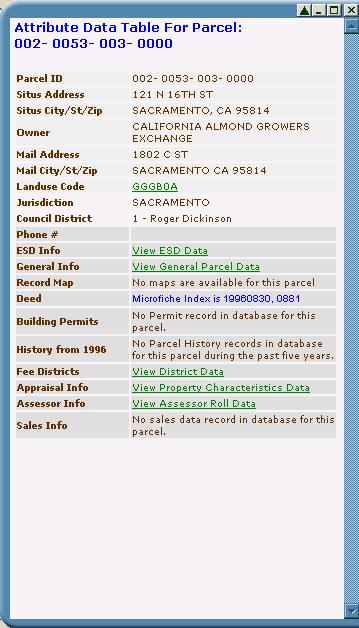 Attribute Data Table For Parcel:
002- 0053- 003- 0000
Parcel ID 002- 0053- 003- 0000
Situs Address 121 N 16TH ST
Situs City/St/Zip SACRAMENTO, CA 95814
Owner CALIFORNIA ALMOND GROWERS
EXCHANGE
Mail Address 1802 C ST
Mail City/St/Zip SACRAMENTO CA 95814
Landuse Code GGGB0A
Jurisdiction SACRAMENTO
Council District 1 - Roger Dickinson
Phone #
ESD Info View ESD Data
General Info View General Parcel Data
Record Map No maps are available for this parcel
Deed Microfiche Index is 19960830, 0881
Building Permits No Permit record in database for this
parcel.
History from 1996 No Parcel History records in database
for this parcel during the past five years.
Fee Districts View District Data
Appraisal Info View Property Characteristics Data
Assessor Info View Assessor Roll Data
Sales Info No sales data record in database for this
parcel.